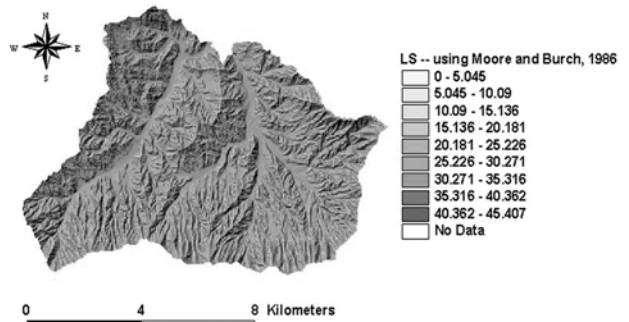 N
W E
S
LS -- using Moore and Burch, 1986
0 - 5.045
5.045 - 10.09
10.09 - 15.136
15.136 - 20.181
20.181 - 25.226
25.226 - 30.271
30.271 - 35.316
35.316 - 40.362
40.362 - 45.407
No Data
0 4 8 Kilometers